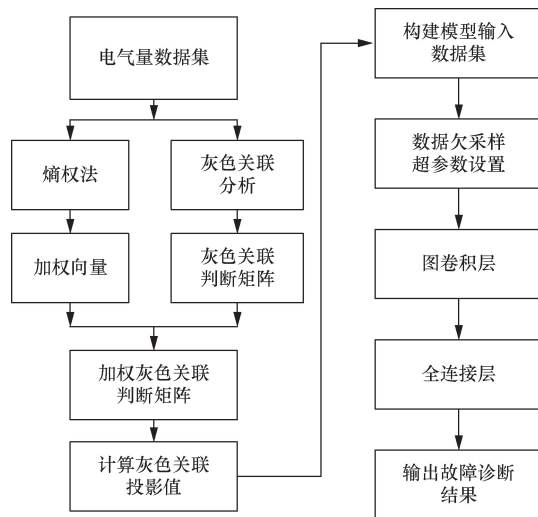 电气量数据集
熵权法
灰色关联
分析
加权向量
灰色关联
判断矩阵
加权灰色关联
判断矩阵
计算灰色关联
投影值
构建模型输入
数据集
数据欠采样
超参数设置
图卷积层
全连接层
输出故障诊断
结果